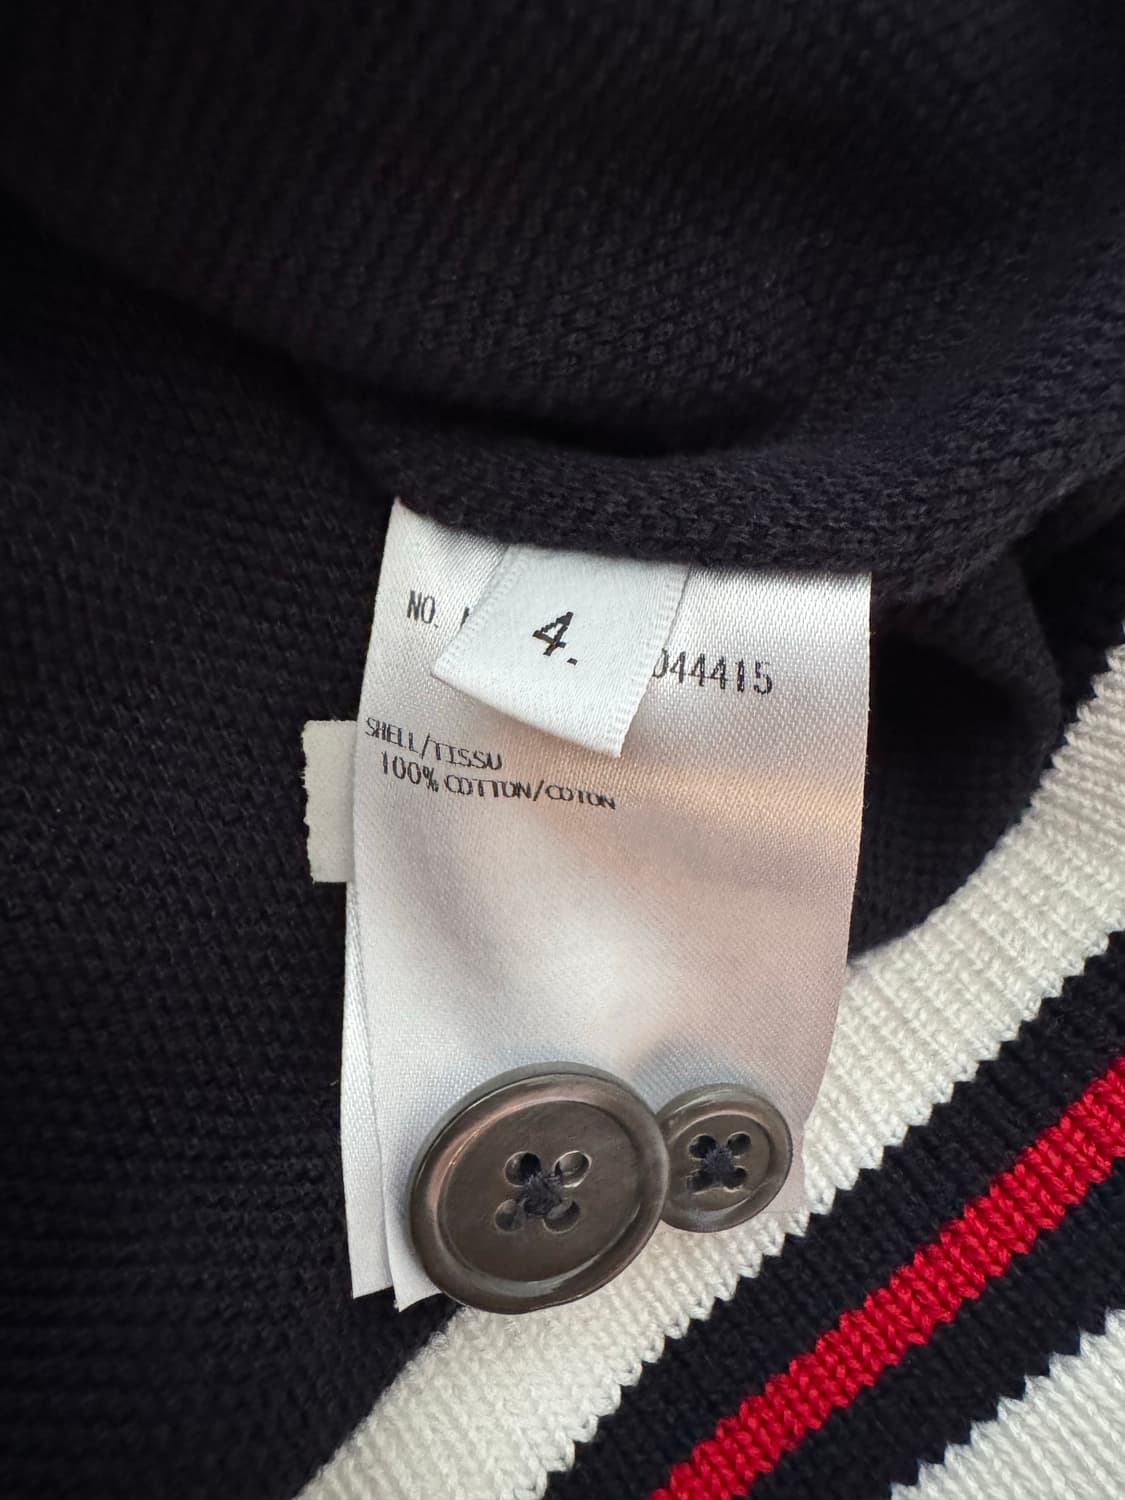 NO.
4.
044415
SHELL/TISSU
100% COTTON/COTON